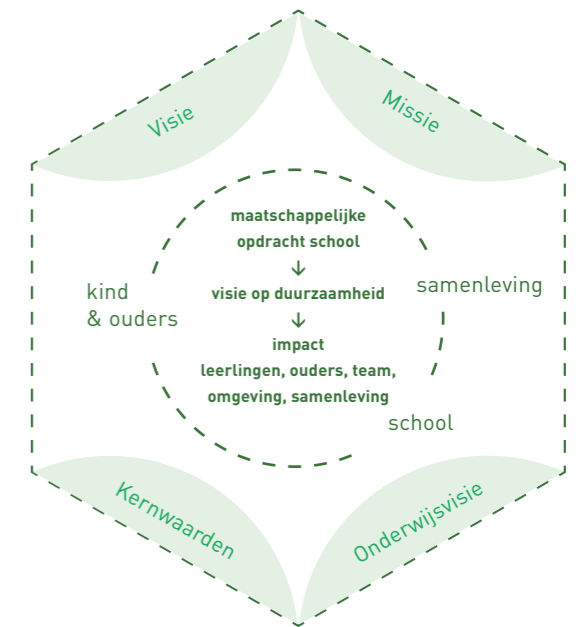 Visie
Missie
maatschappelijke
opdracht school
↓
visie op duurzaamheid
↓
impact
leerlingen, ouders, team,
omgeving, samenleving
kind
& ouders
samenleving
school
Kernwaarden
Onderwijsvisie